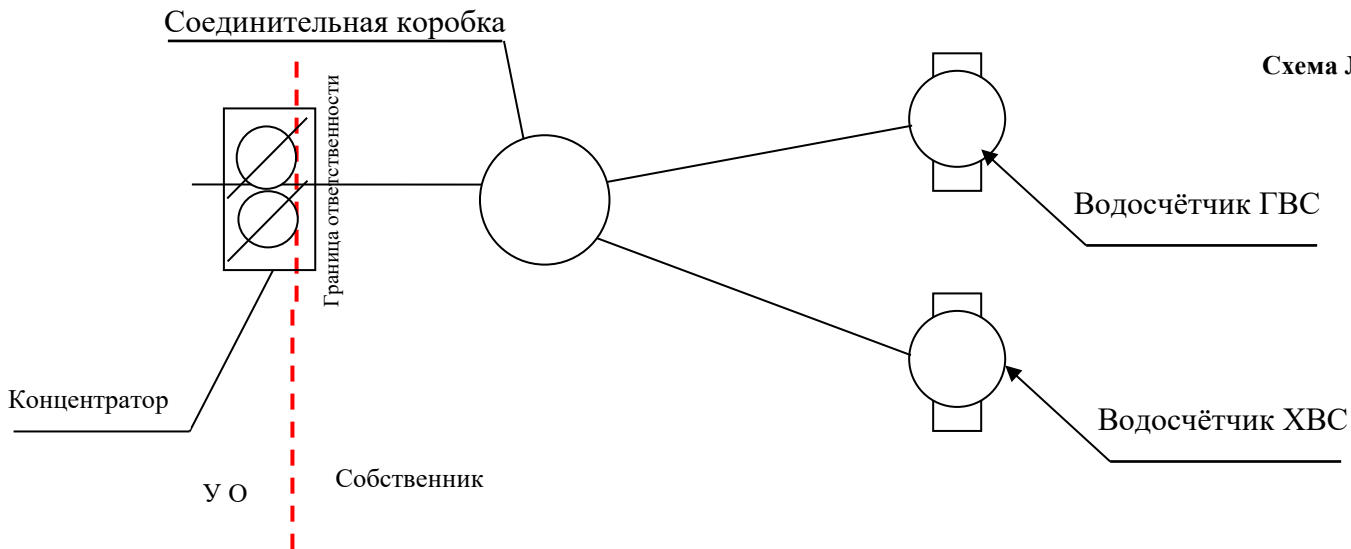 Соединительная коробка
Схема
Граница ответственности
Водосчётчик ГВС
Концентратор
Водосчётчик ХВС
Собственник
У О